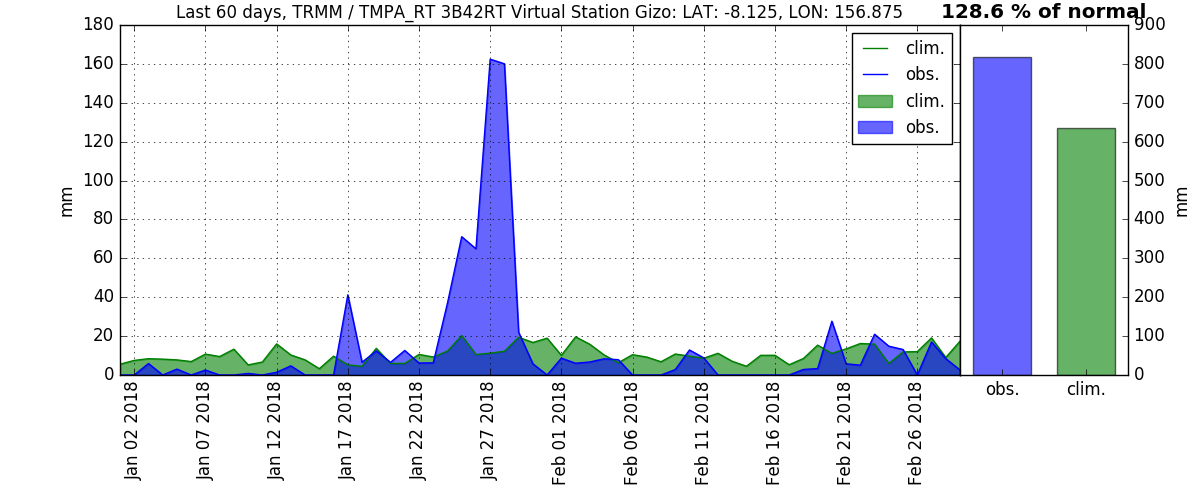 Last 60 days, TRMM / TMPA_RT 3B42RT Virtual Station Gizo: LAT: -8.125, LON: 156.875
128.6 % of normal
180
160
140
120
100
80
60
40
20
0
mm
clim.
obs.
clim.
obs.
Jan 02 2018
Jan 07 2018
Jan 12 2018
Jan 17 2018
Jan 22 2018
Jan 27 2018
Feb 01 2018
Feb 06 2018
Feb 11 2018
Feb 16 2018
Feb 21 2018
Feb 26 2018
900
800
700
600
500
400
300
200
100
0
mm
obs.
clim.